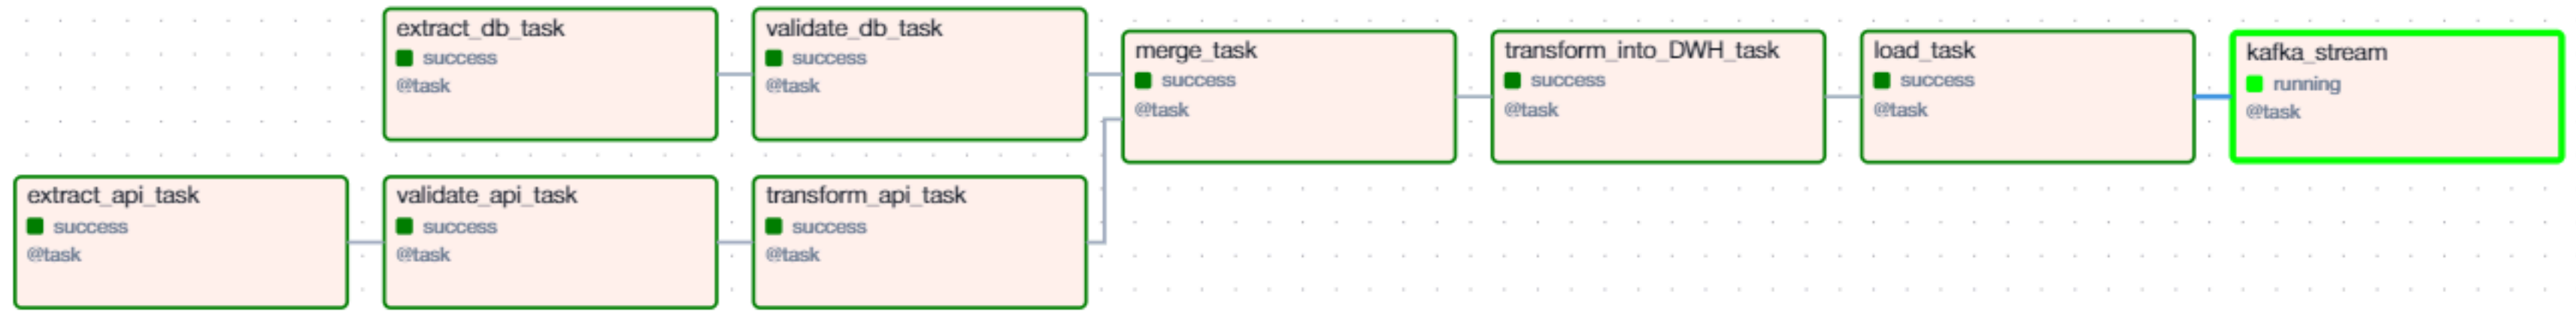 extract_db_task
success
@task
validate_db_task
success
@task
merge_task
success
@task
transform_into_DWH_task
success
@task
load_task
success
@task
kafka_stream
running
@task
extract_api_task
success
@task
validate_api_task
success
@task
transform_api_task
success
@task